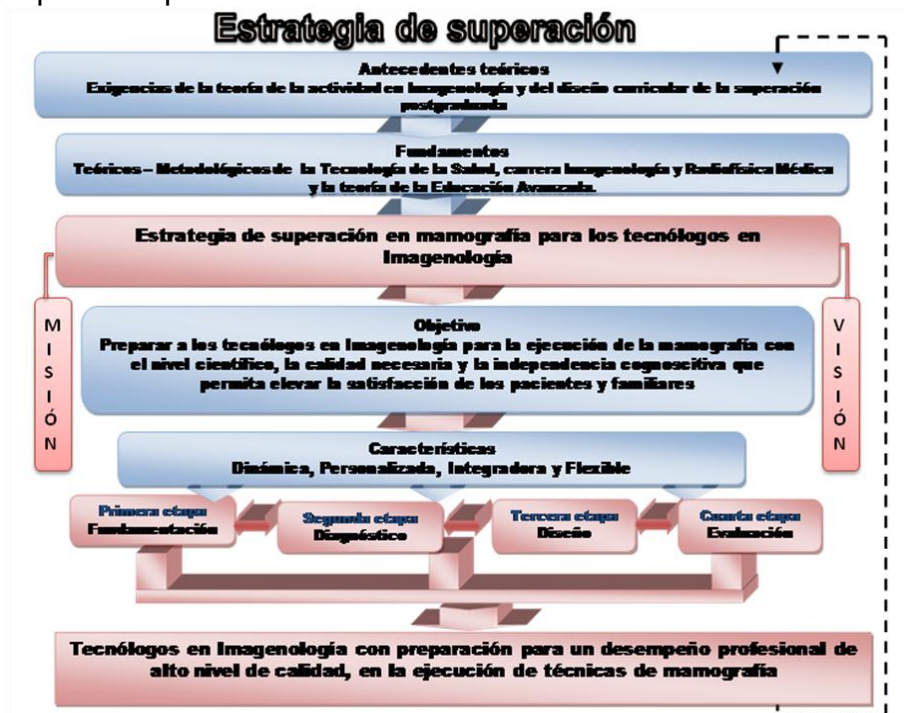 Estrategia de superación
Antecedentes teóricos
Exigencias de la teoría de la actividad en Imagenología y del diseño curricular de la superación
postgraduada
Fundamentos
Teóricos – Metodológicos de la Tecnología de la Salud, carrera Imagenología y Radiofísica Médica
y la teoría de la Educación Avanzada.
Estrategia de superación en mamografía para los tecnólogos en
Imagenología
MISIÓN
VISIÓN
Objetivo
Preparar a los tecnólogos en Imagenología para la ejecución de la mamografía con
el nivel científico, la calidad necesaria y la independencia cognoscitiva que
permita elevar la satisfacción de los pacientes y familiares
Características
Dinámica, Personalizada, Integradora y Flexible
Primera etapa
Fundamentación
Segunda etapa
Diagnóstico
Tercera etapa
Diseño
Cuarta etapa
Evaluación
Tecnólogos en Imagenología con preparación para un desempeño profesional de
alto nivel de calidad, en la ejecución de técnicas de mamografía